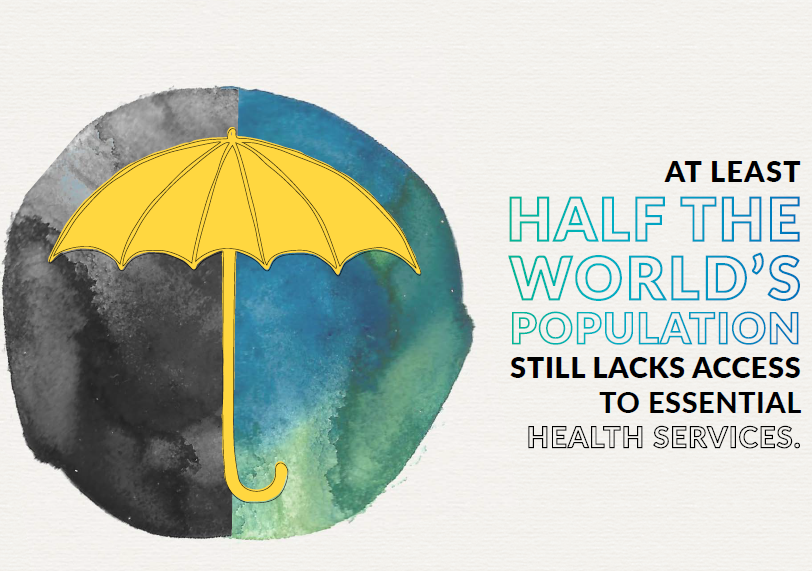 AT LEAST
HALF THE
WORLD’S
POPULATION
STILL LACKS ACCESS
TO ESSENTIAL
HEALTH SERVICES.